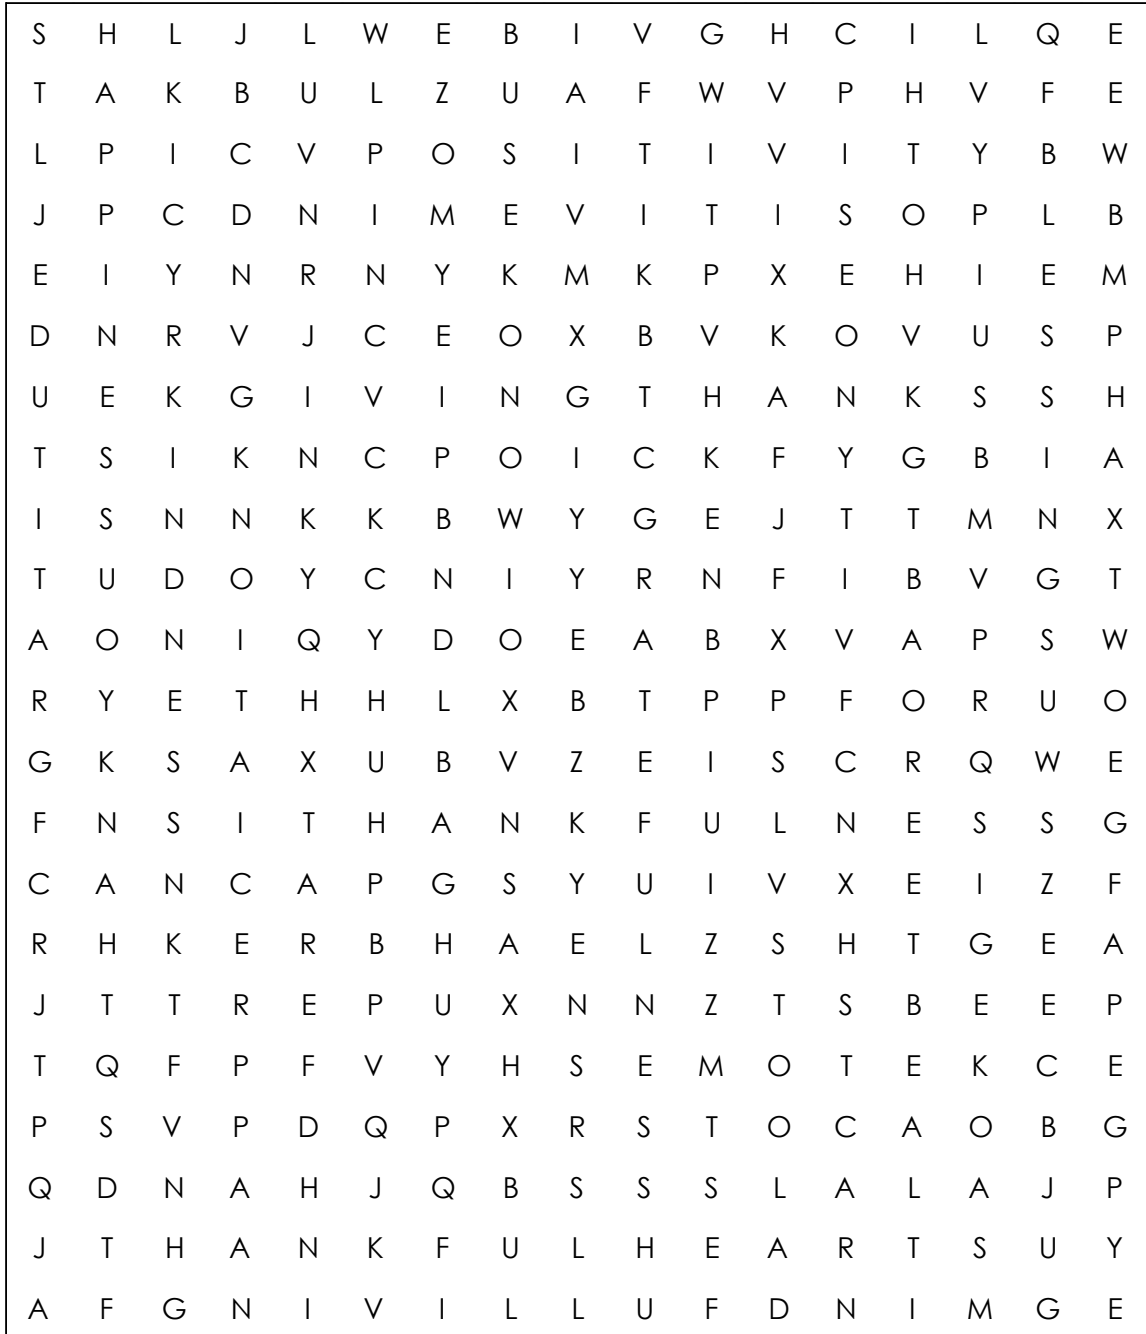 S H L J L W E B I V G H C I L Q E
T A K B U L Z U A F W V P H V F E
L P I C V P O S I T I V I T Y B W
J P C D N I M E V I T I S O P L B
E I Y N R N Y K M K P X E H I E M
D N R V J C E O X B V K O V U S P
U E K G I V I N G T H A N K S S H
T S I K N C P O I C K F Y G B I A
I S N N K K B W Y G E J T T M N X
T U D O Y C N I Y R N F I B V G T
A O N I Q Y D O E A B X V A P S W
R Y E T H H L X B T P P F O R U O
G K S A X U B V Z E I S C R Q W E
F N S I T H A N K F U L N E S S G
C A N C A P G S Y U I V X E I Z F
R H K E R B H A E L Z S H T G E A
J T T R E P U X N N Z T S B E E P
T Q F P F V Y H S E M O T E K C E
P S V P D Q P X R S T O C A O B G
Q D N A H J Q B S S S L A L A J P
J T H A N K F U L H E A R T S U Y
A F G N I V I L L U F D N I M G E